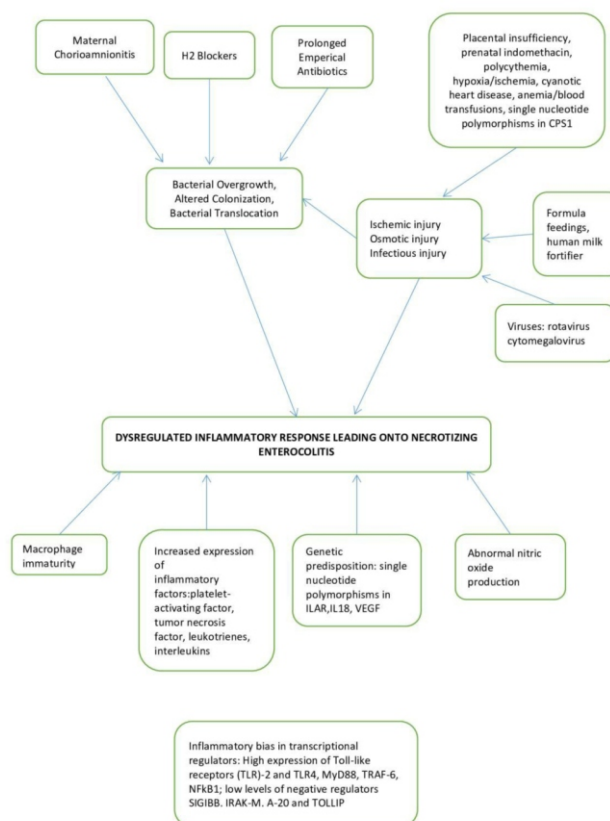 Maternal
Chorioamnionitis
H2 Blockers
Prolonged
Emperical
Antibiotics
Placental insufficiency,
prenatal indomethacin,
polycythemia,
hypoxia/ischemia, cyanotic
heart disease, anemia/blood
transfusions, single nucleotide
polymorphisms in CPS1
Bacterial Overgrowth,
Altered Colonization,
Bacterial Translocation
Ischemic injury
Osmotic injury
Infectious injury
Formula
feedings,
human milk
fortifier
Viruses: rotavirus
cytomegalovirus
DYSREGULATED INFLAMMATORY RESPONSE LEADING ONTO NECROTIZING
ENTEROCOLITIS
Macrophage
immaturity
Increased expression
of
inflammatory
factors:platelet-
activating factor,
tumor necrosis
factor, leukotrienes,
interleukins
Genetic
predisposition: single
nucleotide
polymorphisms in
ILAR,IL18, VEGF
Abnormal nitric
oxide
production
Inflammatory bias in transcriptional
regulators: High expression of Toll-like
receptors (TLR)-2 and TLR4, MyD88, TRAF-6,
NFkB1; low levels of negative regulators
SIGIBB. IRAK-M. A-20 and TOLLIP